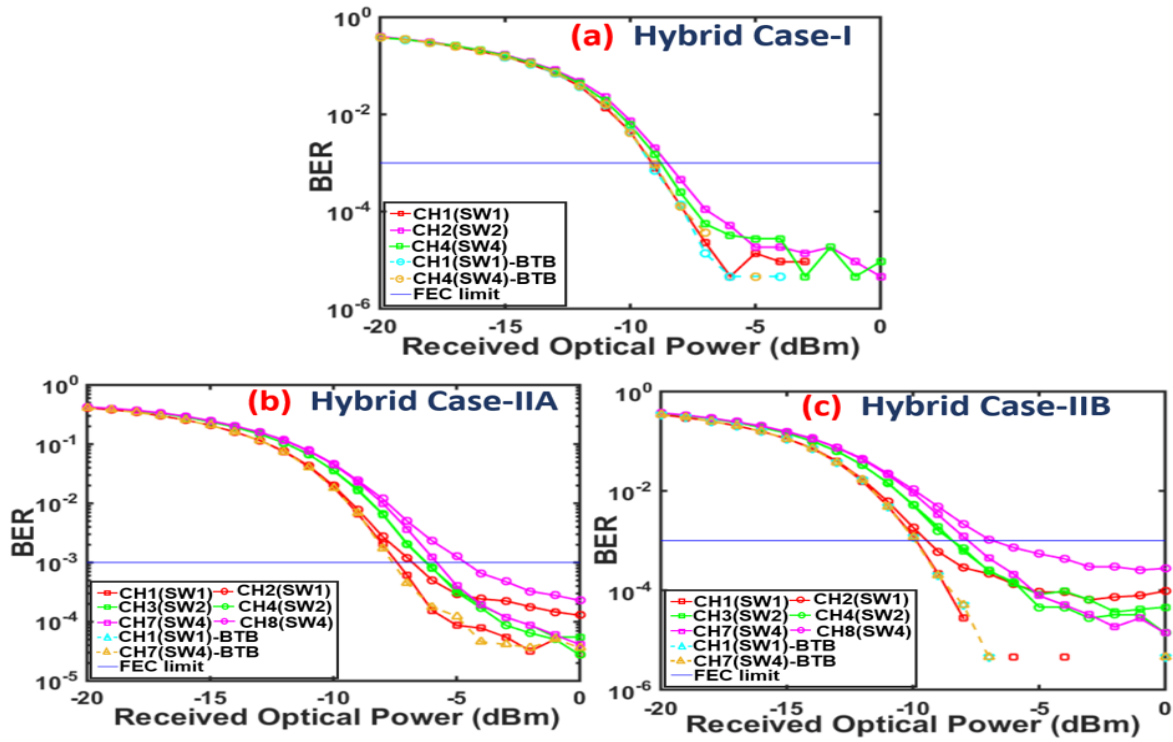 (a) Hybrid Case-I
10^0
10^-2
10^-4
10^-6
BER
CH1(SW1)
CH2(SW2)
CH4(SW4)
CH1(SW1)-BTB
CH4(SW4)-BTB
FEC limit
-20 -15 -10 -5 0
Received Optical Power (dBm)
(b) Hybrid Case-IIA
10^0
10^-1
10^-2
10^-3
10^-4
10^-5
BER
CH1(SW1) CH2(SW1)
CH3(SW2) CH4(SW2)
CH7(SW4) CH8(SW4)
CH1(SW1)-BTB
CH7(SW4)-BTB
FEC limit
-20 -15 -10 -5 0
Received Optical Power (dBm)
(c) Hybrid Case-IIB
10^0
10^-2
10^-4
10^-6
BER
CH1(SW1) CH2(SW1)
CH3(SW2) CH4(SW2)
CH7(SW4) CH8(SW4)
CH1(SW1)-BTB
CH7(SW4)-BTB
FEC limit
-20 -15 -10 -5 0
Received Optical Power (dBm)